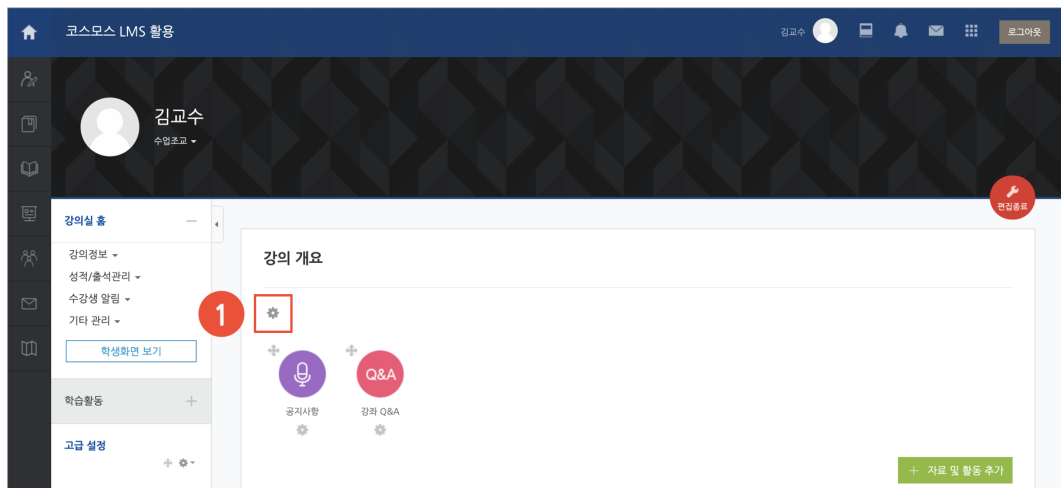 코스모스 LMS 활용
김교수
로그아웃
김교수
수업조교
편집종료
강의실 홈
강의정보
성적/출석관리
수강생 알림
기타 관리
학생화면 보기
학습활동
고급 설정
강의 개요
1
Q&A
공지사항
강좌 Q&A
자료 및 활동 추가